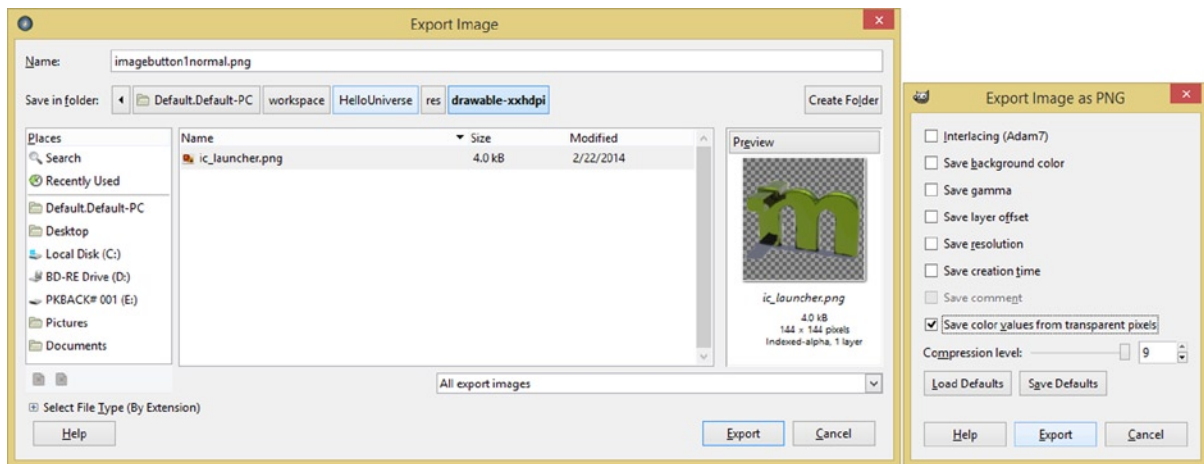 Export Image
Name: imagebutton1normal.png
Save in folder: Default.Default-PC workspace HelloUniverse res drawable-xxhdpi Create Folder
Places
Search
Recently Used
Default.Default-PC
Desktop
Local Disk (C:)
BD-RE Drive (D:)
PKBACK# 001 (E:)
Pictures
Documents
Name Size Modified
ic_launcher.png 4.0 kB 2/22/2014
Preview
m
ic_launcher.png
4.0 kB
144 × 144 pixels
Indexed-alpha, 1 layer
All export images
Select File Type (By Extension)
Help Export Cancel
Export Image as PNG
Interlacing (Adam7)
Save background color
Save gamma
Save layer offset
Save resolution
Save creation time
Save comment
Save color values from transparent pixels
Compression level: 9
Load Defaults Save Defaults
Help Export Cancel